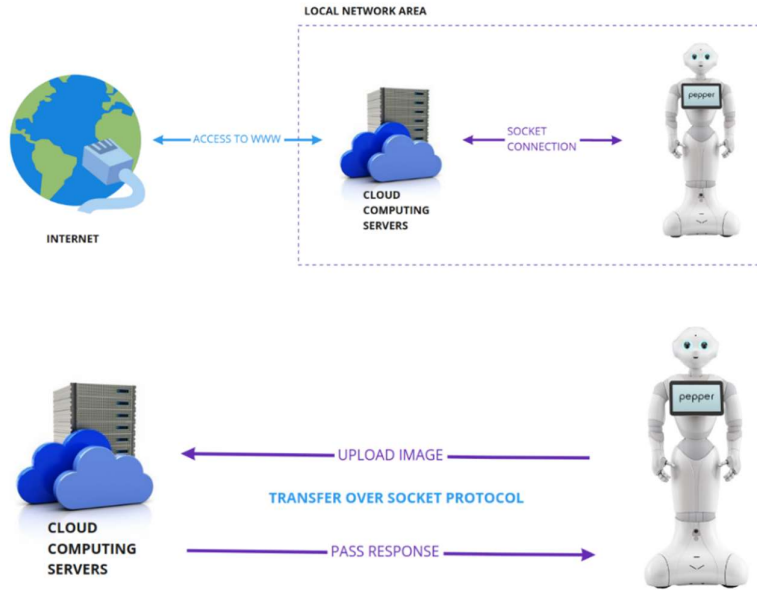 LOCAL NETWORK AREA
pepper
ACCESS TO WWW
SOCKET
CONNECTION
CLOUD
COMPUTING
SERVERS
INTERNET
pepper
UPLOAD IMAGE
TRANSFER OVER SOCKET PROTOCOL
CLOUD
COMPUTING
SERVERS
PASS RESPONSE